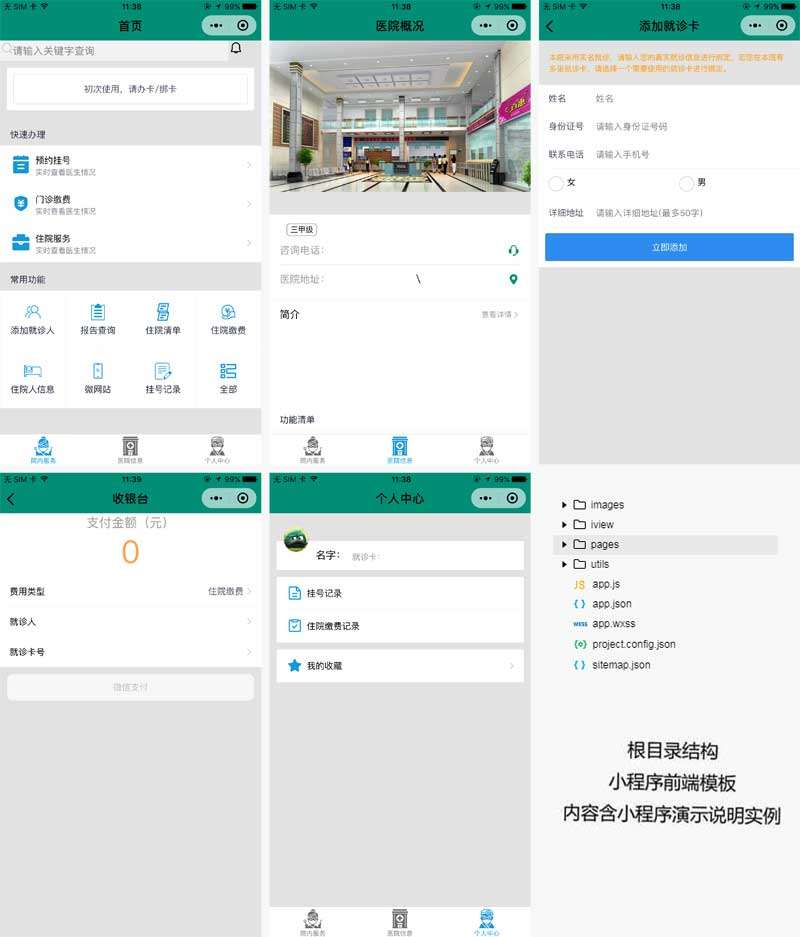 无 SIM 卡
11:38
99%
首页
请输入关键字查询
初次使用，请办卡/绑卡
快速办理
预约挂号
实时查看医生情况
门诊缴费
实时查看医生情况
住院服务
实时查看医生情况
常用功能
添加就诊人
报告查询
住院清单
住院缴费
住院人信息
微网站
挂号记录
全部
院内服务
医院信息
个人中心
无 SIM 卡
11:38
99%
医院概况
三甲级
咨询电话：
医院地址：
\
简介
查看详情
功能清单
院内服务
医院信息
个人中心
无 SIM 卡
11:38
99%
添加就诊卡
本院采用实名就诊，请输入您的真实就诊信息进行绑定，若您在本院有
多张就诊卡，请选择一个需要使用的就诊卡进行绑定。
姓名 姓名
身份证号 请输入身份证号码
联系电话 请输入手机号
女 男
详细地址 请输入详细地址(最多50字)
立即添加
无 SIM 卡
11:39
99%
收银台
支付金额（元）
0
费用类型 住院缴费
就诊人
就诊卡号
微信支付
无 SIM 卡
11:38
99%
个人中心
名字： 就诊卡：
挂号记录
住院缴费记录
我的收藏
院内服务
医院信息
个人中心
images
iview
pages
utils
JS app.js
{ } app.json
WXSS app.wxss
project.config.json
{ } sitemap.json
根目录结构
小程序前端模板
内容含小程序演示说明实例